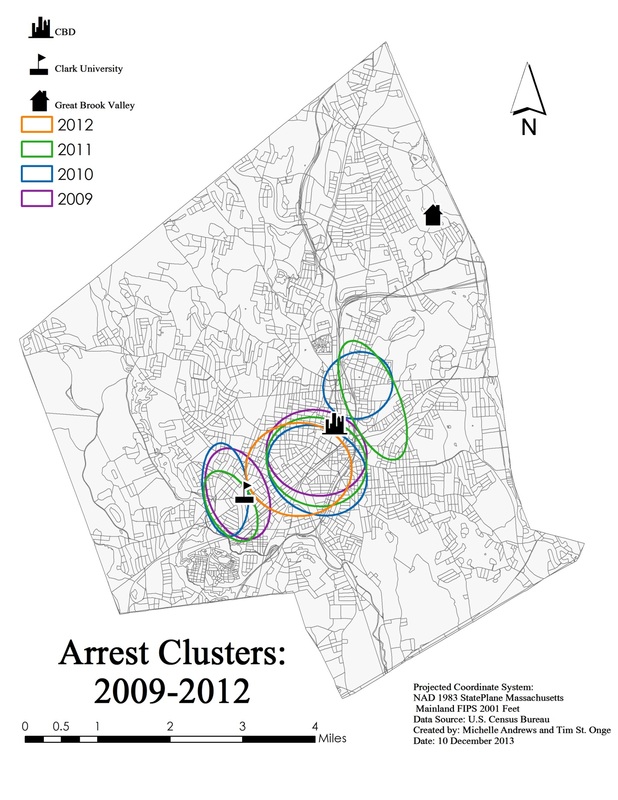 CBD
Clark University
Great Brook Valley
2012
2011
2010
2009
N
Arrest Clusters:
2009-2012
0 0.5 1 2 3 4
Miles
Projected Coordinate System:
NAD 1983 StatePlane Massachusetts
Mainland FIPS 2001 Feet
Data Source: U.S. Census Bureau
Created by: Michelle Andrews and Tim St. Onge
Date: 10 December 2013